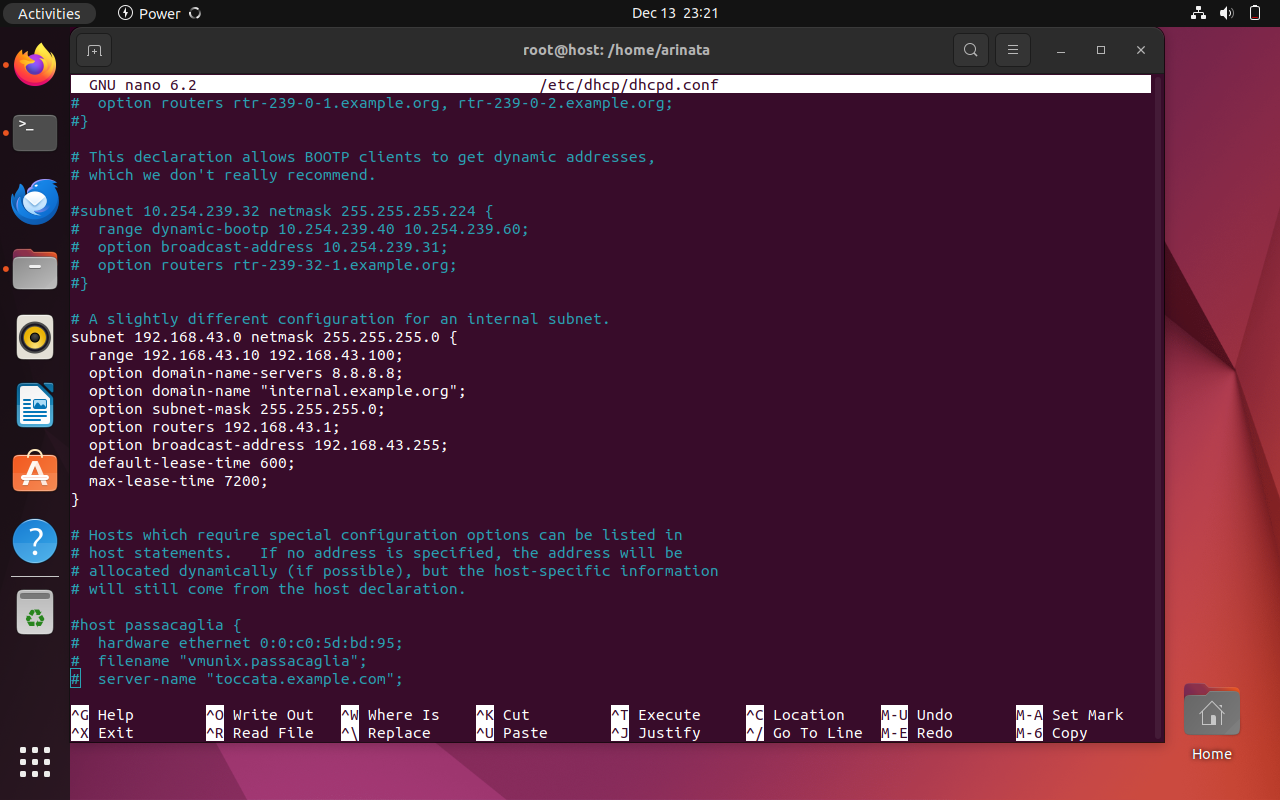 Activities Power Dec 13 23:21
root@host: /home/arinata
GNU nano 6.2 /etc/dhcp/dhcpd.conf
#  option routers rtr-239-0-1.example.org, rtr-239-0-2.example.org;
#}
# This declaration allows BOOTP clients to get dynamic addresses,
# which we don't really recommend.
#subnet 10.254.239.32 netmask 255.255.255.224 {
#  range dynamic-bootp 10.254.239.40 10.254.239.60;
#  option broadcast-address 10.254.239.31;
#  option routers rtr-239-32-1.example.org;
#}
# A slightly different configuration for an internal subnet.
subnet 192.168.43.0 netmask 255.255.255.0 {
  range 192.168.43.10 192.168.43.100;
  option domain-name-servers 8.8.8.8;
  option domain-name "internal.example.org";
  option subnet-mask 255.255.255.0;
  option routers 192.168.43.1;
  option broadcast-address 192.168.43.255;
  default-lease-time 600;
  max-lease-time 7200;
}
# Hosts which require special configuration options can be listed in
# host statements.   If no address is specified, the address will be
# allocated dynamically (if possible), but the host-specific information
# will still come from the host declaration.
#host passacaglia {
#  hardware ethernet 0:0:c0:5d:bd:95;
#  filename "vmunix.passacaglia";
#  server-name "toccata.example.com";
^G Help ^O Write Out ^W Where Is ^K Cut ^T Execute ^C Location M-U Undo M-A Set Mark
^X Exit ^R Read File ^\ Replace ^U Paste ^J Justify ^/ Go To Line M-E Redo M-6 Copy
Home